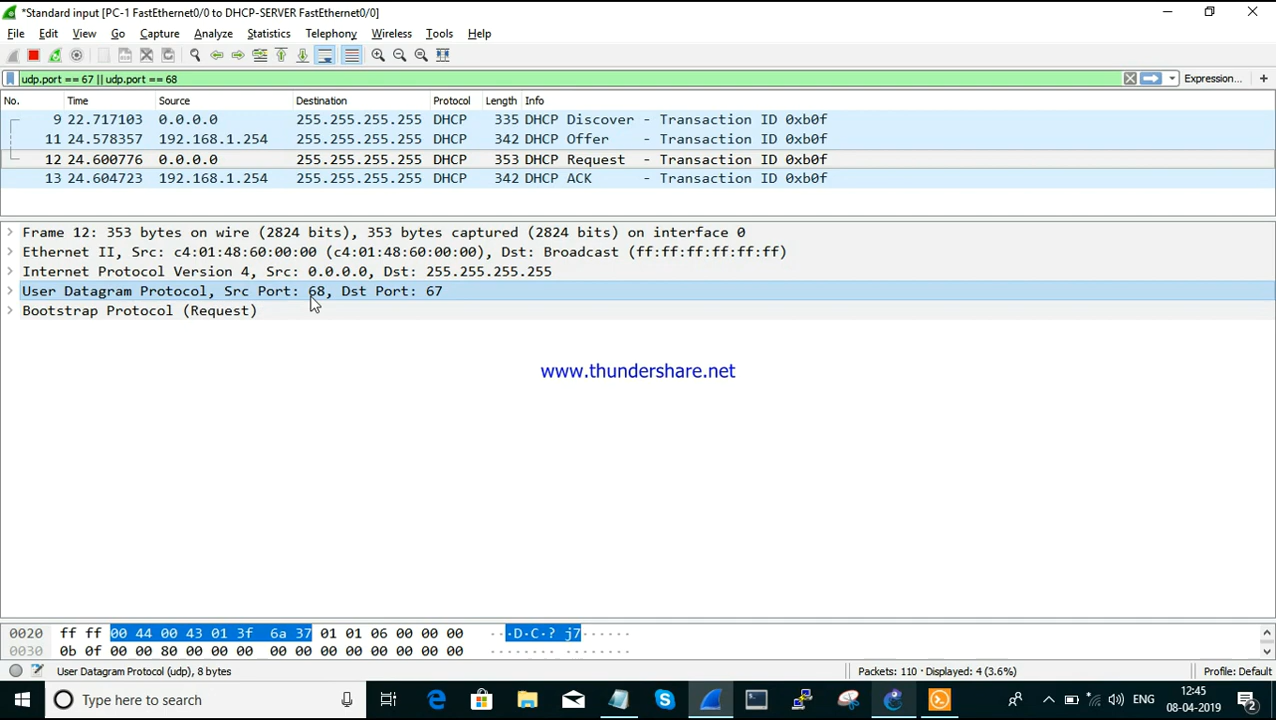 *Standard input [PC-1 FastEthernet0/0 to DHCP-SERVER FastEthernet0/0]
File Edit View Go Capture Analyze Statistics Telephony Wireless Tools Help
udp.port == 67 || udp.port == 68 Expression... +
No. Time Source Destination Protocol Length Info
9 22.717103 0.0.0.0 255.255.255.255 DHCP 335 DHCP Discover - Transaction ID 0xb0f
11 24.578357 192.168.1.254 255.255.255.255 DHCP 342 DHCP Offer - Transaction ID 0xb0f
12 24.600776 0.0.0.0 255.255.255.255 DHCP 353 DHCP Request - Transaction ID 0xb0f
13 24.604723 192.168.1.254 255.255.255.255 DHCP 342 DHCP ACK - Transaction ID 0xb0f
Frame 12: 353 bytes on wire (2824 bits), 353 bytes captured (2824 bits) on interface 0
Ethernet II, Src: c4:01:48:60:00:00 (c4:01:48:60:00:00), Dst: Broadcast (ff:ff:ff:ff:ff:ff)
Internet Protocol Version 4, Src: 0.0.0.0, Dst: 255.255.255.255
User Datagram Protocol, Src Port: 68, Dst Port: 67
Bootstrap Protocol (Request)
www.thundershare.net
0020 ff ff 00 44 00 43 01 3f 6a 37 01 01 06 00 00 00 ···D·C·? j7······
0030 0b 0f 00 00 80 00 00 00 00 00 00 00 00 00 00 00 ········ ········
User Datagram Protocol (udp), 8 bytes Packets: 110 · Displayed: 4 (3.6%) Profile: Default
Type here to search ENG 12:45
08-04-2019 2